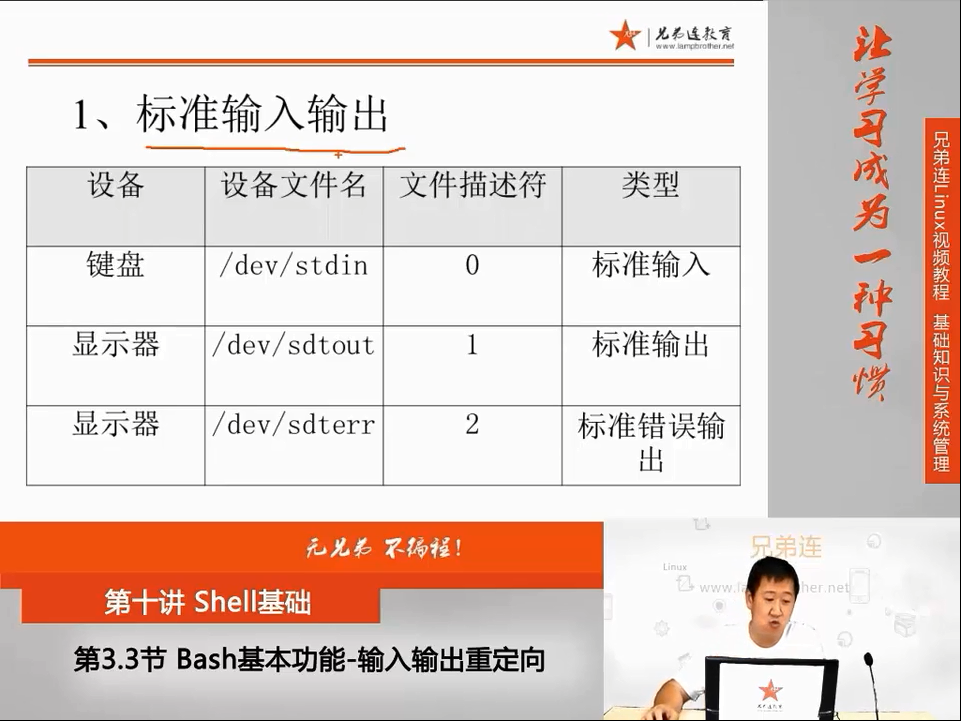 兄弟连教育
www.lampbrother.net
1、标准输入输出
设备 设备文件名 文件描述符 类型
键盘 /dev/stdin 0 标准输入
显示器 /dev/sdtout 1 标准输出
显示器 /dev/sdterr 2 标准错误输
出
让学习成为一种习惯
兄弟连Linux视频教程 基础知识与系统管理
无兄弟 不编程!
第十讲 Shell基础
第3.3节 Bash基本功能-输入输出重定向
兄弟连
Linux